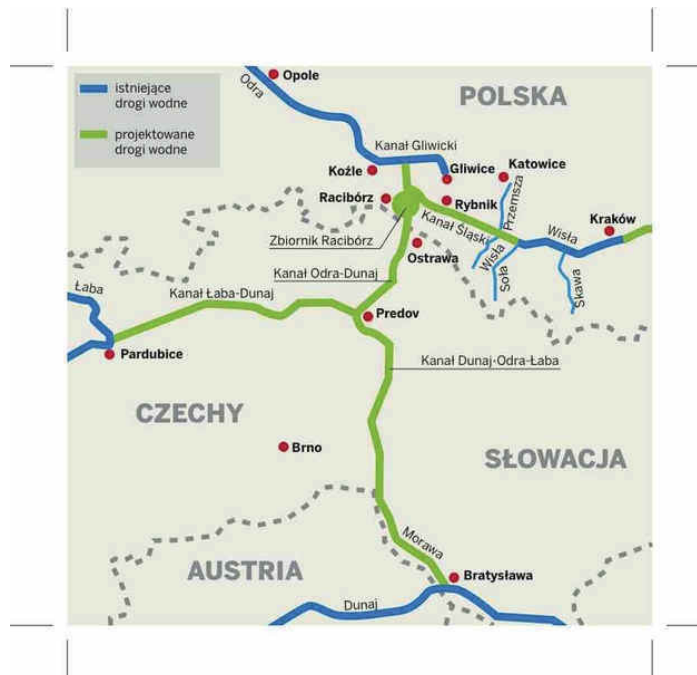 istniejące
drogi wodne
projektowane
drogi wodne
Odra
Opole
POLSKA
Kanał Gliwicki
Koźle
Gliwice
Katowice
Racibórz
Rybnik
Przemsza
Kraków
Kanał Śląski
Zbiornik Racibórz
Ostrawa
Wisła
Wisła
Soła
Skawa
Kanał Odra-Dunaj
Łaba
Kanał Łaba-Dunaj
Predov
Pardubice
Kanał Dunaj-Odra-Łaba
CZECHY
Brno
SŁOWACJA
Morawa
AUSTRIA
Bratysława
Dunaj